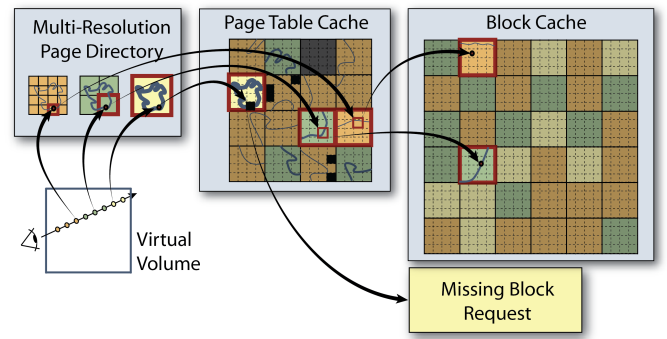 Multi-Resolution
Page Directory
Page Table Cache
Block Cache
Virtual
Volume
Missing Block
Request